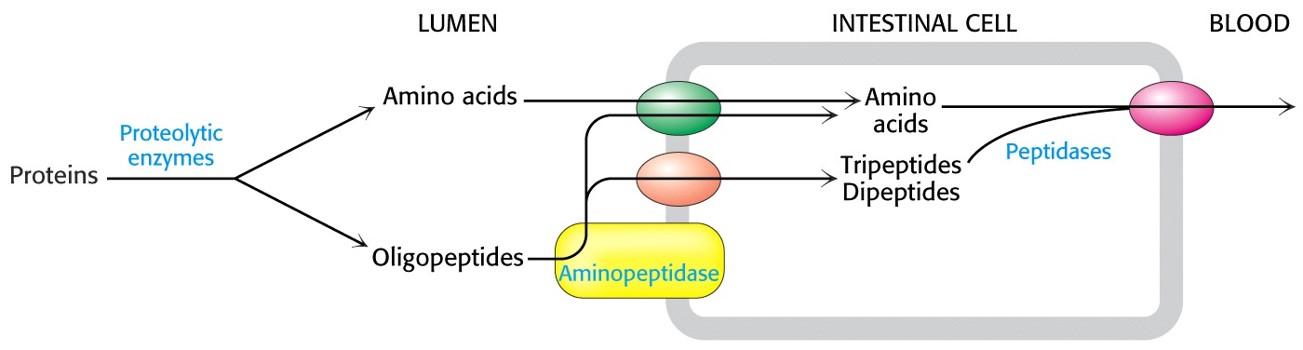 LUMEN
INTESTINAL CELL
BLOOD
Amino acids
Amino
acids
Proteolytic
enzymes
Peptidases
Proteins
Tripeptides
Dipeptides
Oligopeptides
Aminopeptidase